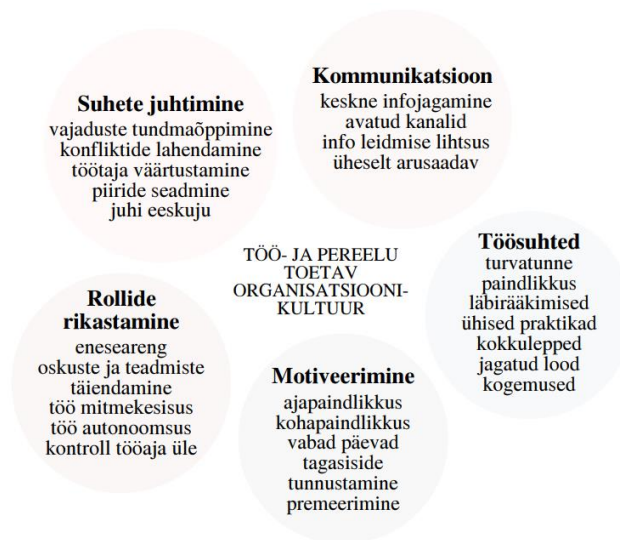 Suhete juhtimine
vajaduste tundmaõppimine
konfliktide lahendamine
töötaja väärtustamine
piiride seadmine
juhi eeskuju
Kommunikatsioon
keskne infojagamine
avatud kanalid
info leidmise lihtsus
üheselt arusaadav
TÖÖ- JA PEREELU
TOETAV
ORGANISATSIOONI-
KULTUUR
Töösuhted
turvatunne
paindlikkus
läbirääkimised
ühised praktikad
kokkulepped
jagatud lood
kogemused
Rollide
rikastamine
eneseareng
oskuste ja teadmiste
täiendamine
töö mitmekesisus
töö autonoomsus
kontroll tööaja üle
Motiveerimine
ajapaindlikkus
kohapaindlikkus
vabad päevad
tagasiside
tunnustamine
premeerimine